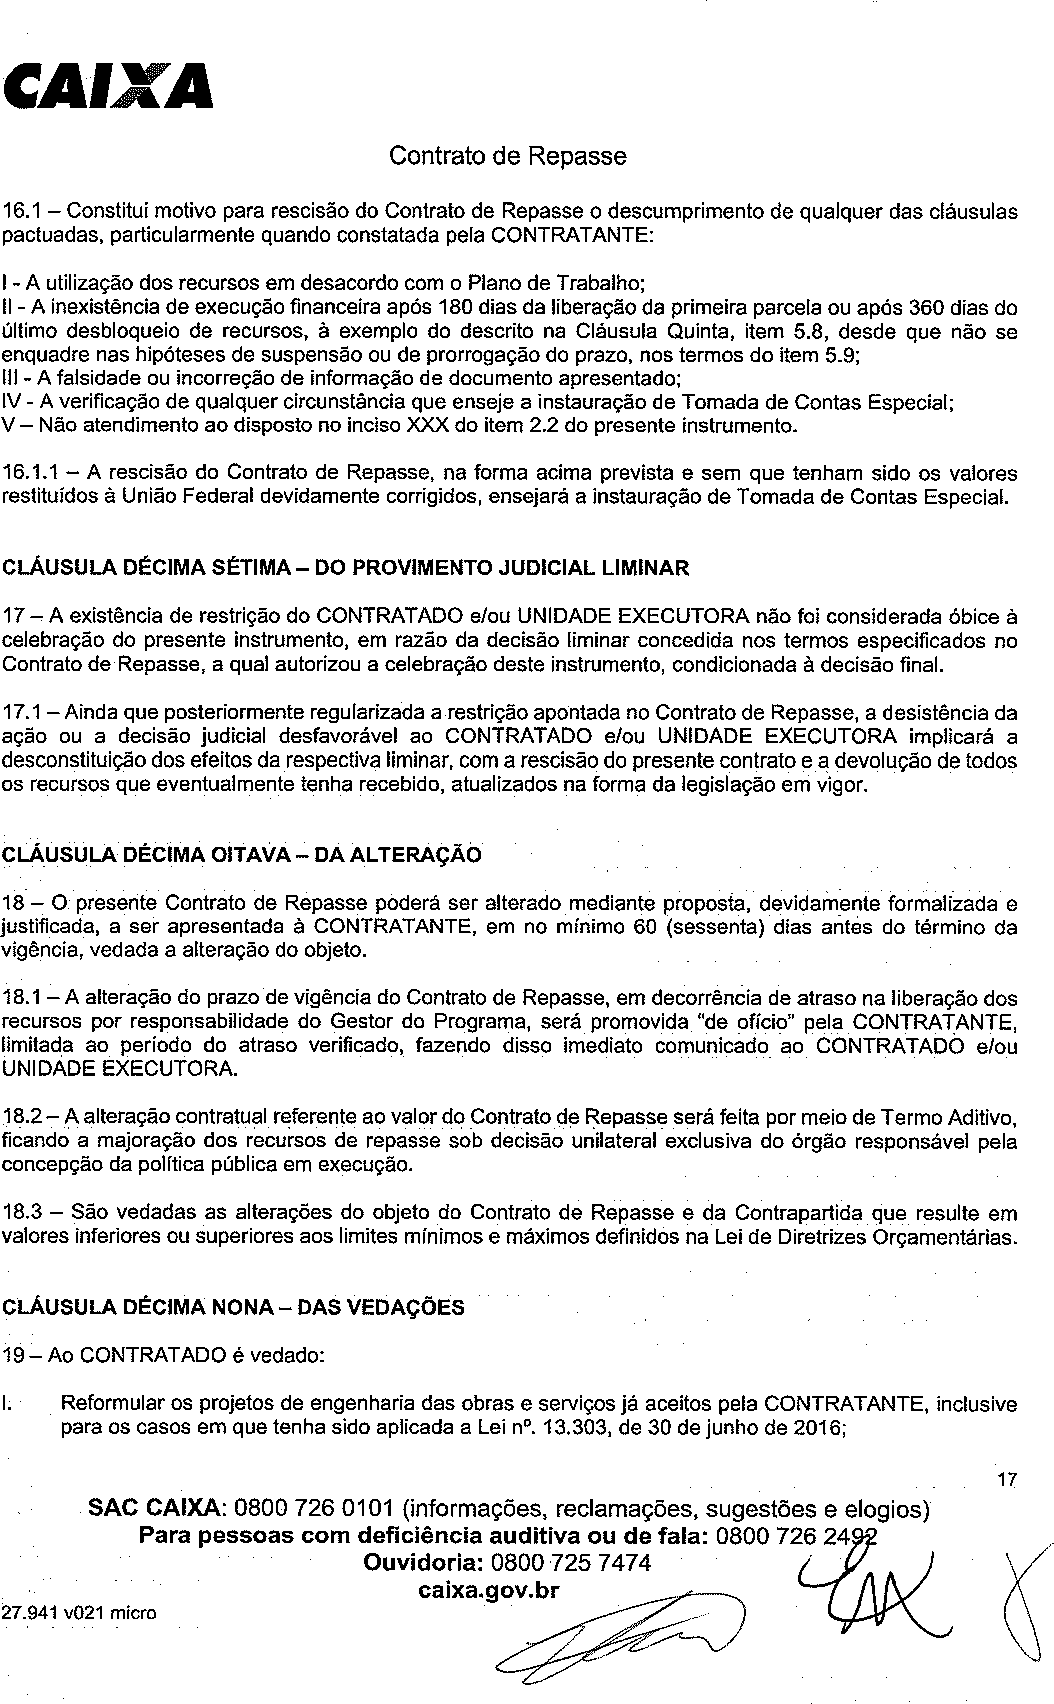 CAIXA
Contrato de Repasse
16.1 – Constitui motivo para rescisão do Contrato de Repasse o descumprimento de qualquer das cláusulas
pactuadas, particularmente quando constatada pela CONTRATANTE:
I - A utilização dos recursos em desacordo com o Plano de Trabalho;
II - A inexistência de execução financeira após 180 dias da liberação da primeira parcela ou após 360 dias do
último desbloqueio de recursos, à exemplo do descrito na Cláusula Quinta, item 5.8, desde que não se
enquadre nas hipóteses de suspensão ou de prorrogação do prazo, nos termos do item 5.9;
III - A falsidade ou incorreção de informação de documento apresentado;
IV - A verificação de qualquer circunstância que enseje a instauração de Tomada de Contas Especial;
V – Não atendimento ao disposto no inciso XXX do item 2.2 do presente instrumento.
16.1.1 – A rescisão do Contrato de Repasse, na forma acima prevista e sem que tenham sido os valores
restituídos à União Federal devidamente corrigidos, ensejará a instauração de Tomada de Contas Especial.
CLÁUSULA DÉCIMA SÉTIMA – DO PROVIMENTO JUDICIAL LIMINAR
17 – A existência de restrição do CONTRATADO e/ou UNIDADE EXECUTORA não foi considerada óbice à
celebração do presente instrumento, em razão da decisão liminar concedida nos termos especificados no
Contrato de Repasse, a qual autorizou a celebração deste instrumento, condicionada à decisão final.
17.1 – Ainda que posteriormente regularizada a restrição apontada no Contrato de Repasse, a desistência da
ação ou a decisão judicial desfavorável ao CONTRATADO e/ou UNIDADE EXECUTORA implicará a
desconstituição dos efeitos da respectiva liminar, com a rescisão do presente contrato e a devolução de todos
os recursos que eventualmente tenha recebido, atualizados na forma da legislação em vigor.
CLÁUSULA DÉCIMA OITAVA – DA ALTERAÇÃO
18 – O presente Contrato de Repasse poderá ser alterado mediante proposta, devidamente formalizada e
justificada, a ser apresentada à CONTRATANTE, em no mínimo 60 (sessenta) dias antes do término da
vigência, vedada a alteração do objeto.
18.1 – A alteração do prazo de vigência do Contrato de Repasse, em decorrência de atraso na liberação dos
recursos por responsabilidade do Gestor do Programa, será promovida "de ofício" pela CONTRATANTE,
limitada ao período do atraso verificado, fazendo disso imediato comunicado ao CONTRATADO e/ou
UNIDADE EXECUTORA.
18.2 – A alteração contratual referente ao valor do Contrato de Repasse será feita por meio de Termo Aditivo,
ficando a majoração dos recursos de repasse sob decisão unilateral exclusiva do órgão responsável pela
concepção da política pública em execução.
18.3 – São vedadas as alterações do objeto do Contrato de Repasse e da Contrapartida que resulte em
valores inferiores ou superiores aos limites mínimos e máximos definidos na Lei de Diretrizes Orçamentárias.
CLÁUSULA DÉCIMA NONA – DAS VEDAÇÕES
19 – Ao CONTRATADO é vedado:
I. Reformular os projetos de engenharia das obras e serviços já aceitos pela CONTRATANTE, inclusive
para os casos em que tenha sido aplicada a Lei nº. 13.303, de 30 de junho de 2016;
17
SAC CAIXA: 0800 726 0101 (informações, reclamações, sugestões e elogios)
Para pessoas com deficiência auditiva ou de fala: 0800 726 2492
Ouvidoria: 0800 725 7474
caixa.gov.br
27.941 v021 micro